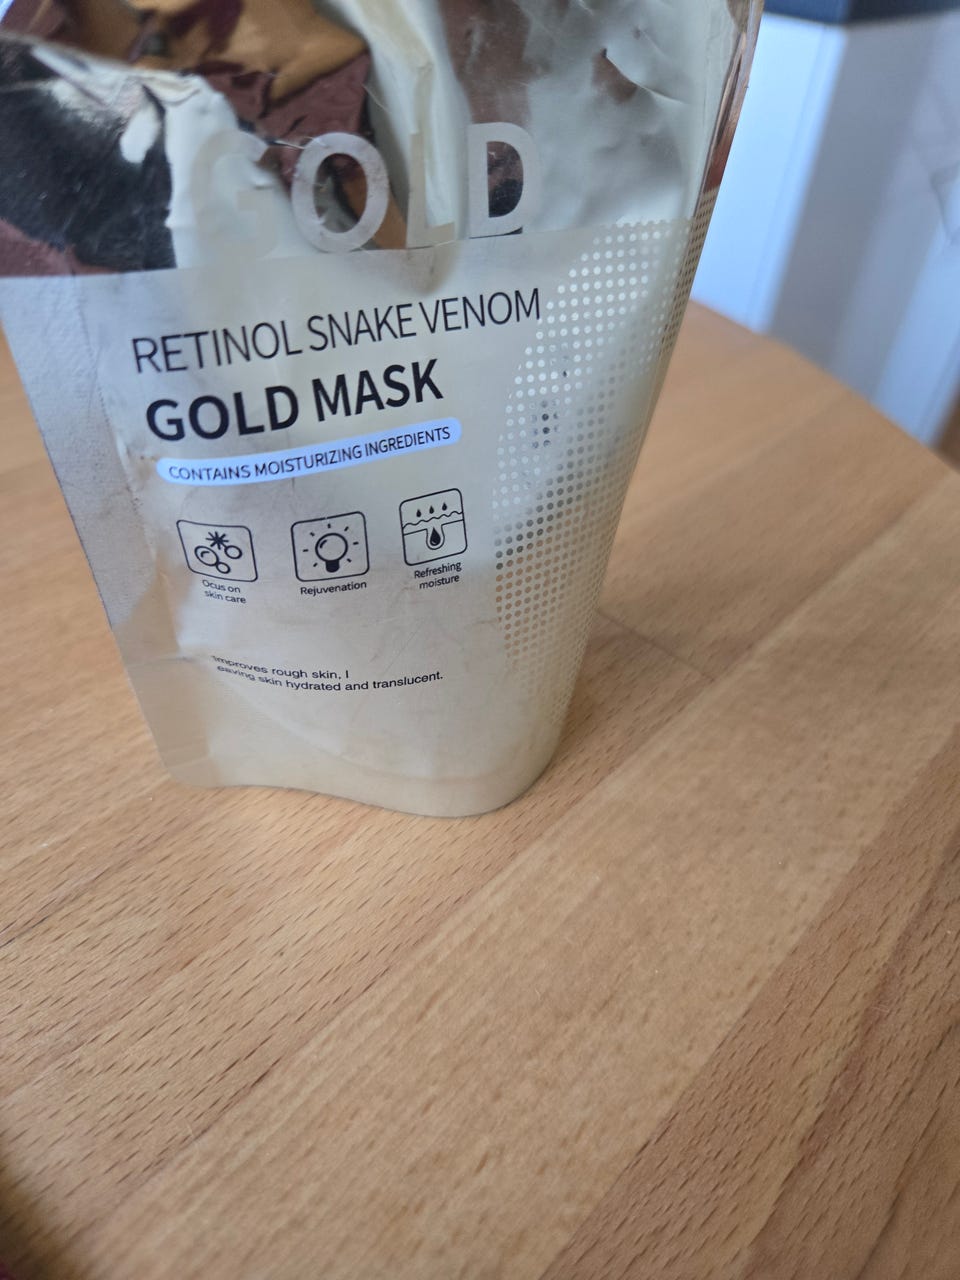 GOLD
RETINOL SNAKE VENOM
GOLD MASK
CONTAINS MOISTURIZING INGREDIENTS
Ocus on
skin care
Rejuvenation
Refreshing
moisture
Improves rough skin, l
eaving skin hydrated and translucent.